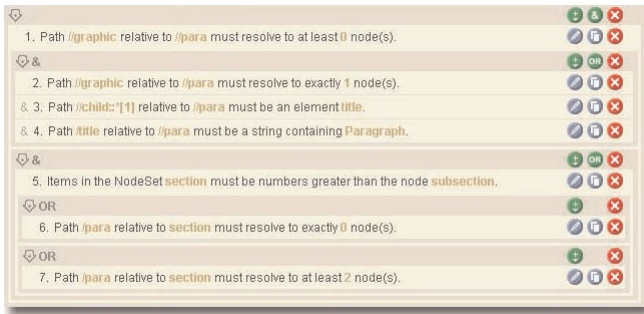 &
1. Path //graphic relative to //para must resolve to at least 0 node(s).
& OR
2. Path //graphic relative to //para must resolve to exactly 1 node(s).
& 3. Path //child::*[1] relative to //para must be an element title.
& 4. Path /title relative to //para must be a string containing Paragraph.
& OR
5. Items in the NodeSet section must be numbers greater than the node subsection.
OR
6. Path /para relative to section must resolve to exactly 0 node(s).
OR
7. Path /para relative to section must resolve to at least 2 node(s).